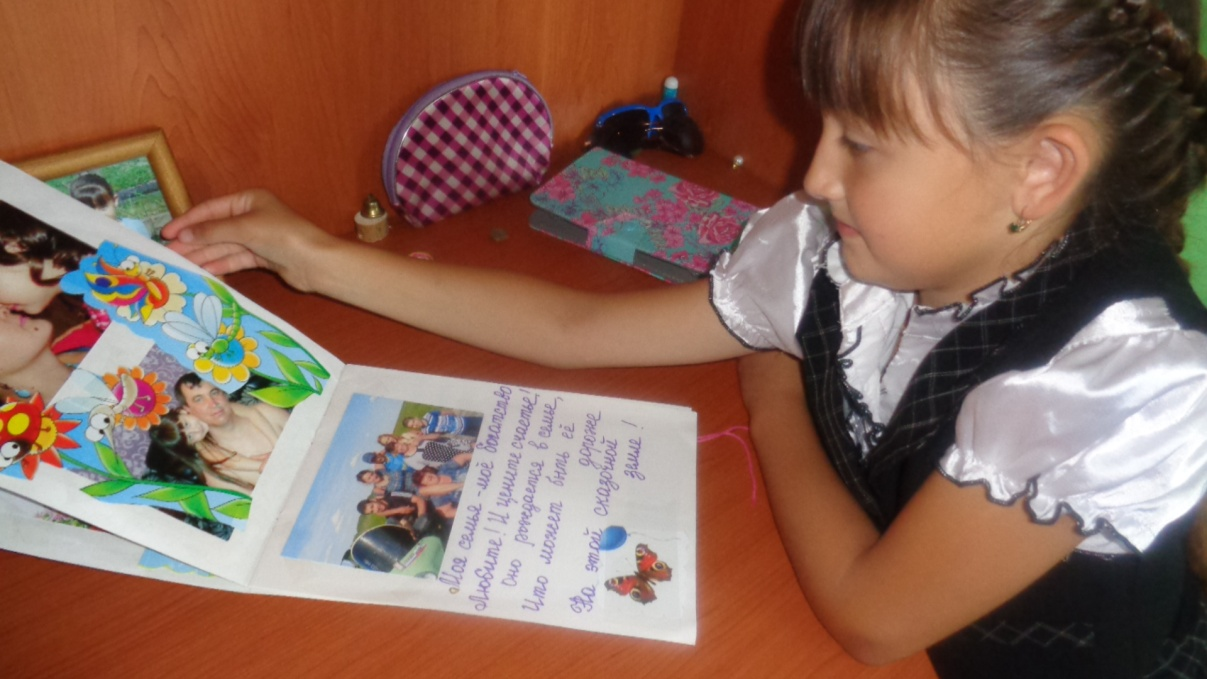 Моя семья - моё богатство
Любите! И цените счастье!
Оно рождается в семье,
Что может быть её дороже
На этой сказочной земле!